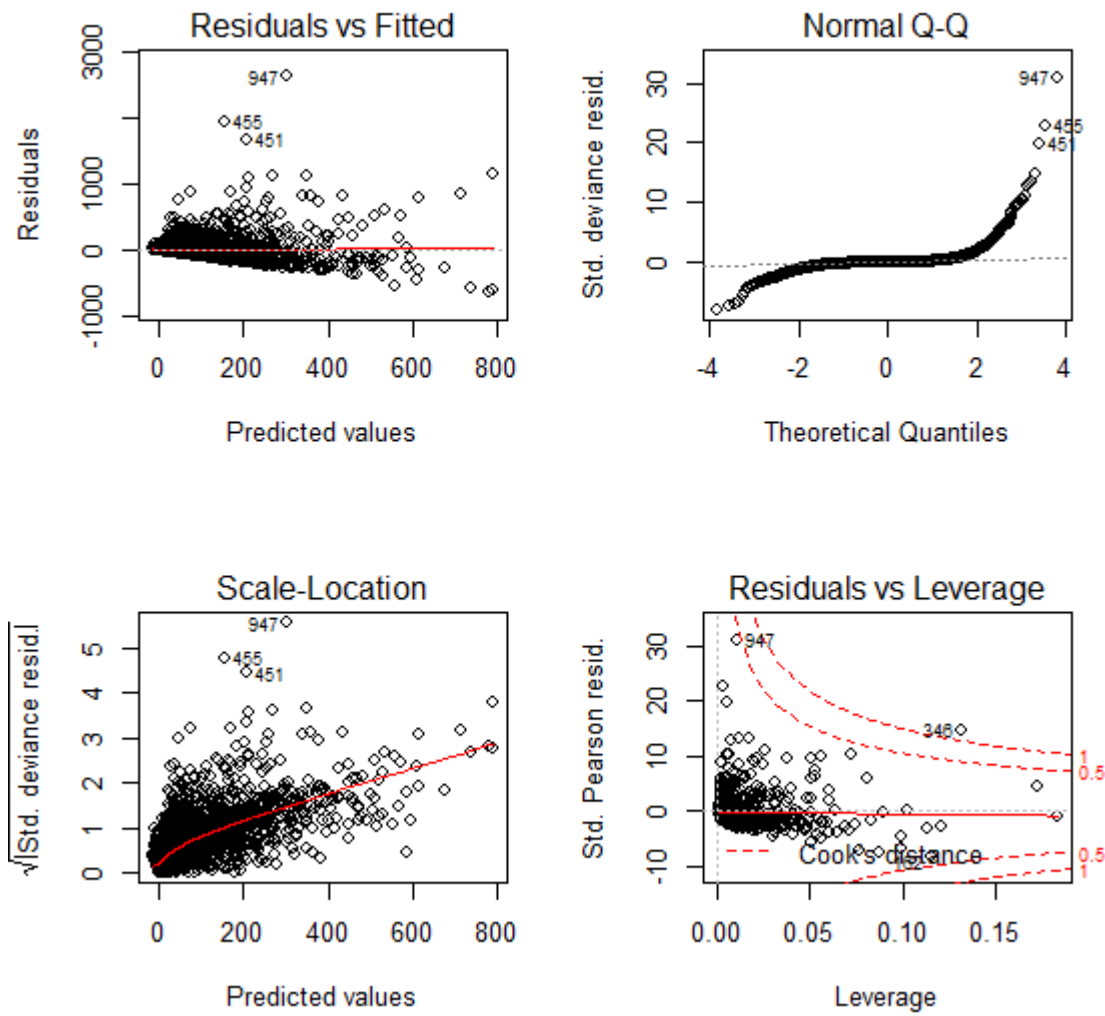 Residuals vs Fitted
Residuals
3000
1000
0
-1000
947
455
451
0 200 400 600 800
Predicted values
Normal Q-Q
Std. deviance resid.
30
20
10
0
947
455
451
-4 -2 0 2 4
Theoretical Quantiles
Scale-Location
√|Std. deviance resid.|
5
4
3
2
1
0
947
455
451
0 200 400 600 800
Predicted values
Residuals vs Leverage
Std. Pearson resid.
30
20
10
0
-10
947
346
1
0.5
Cook's distance
0.5
1
0.00 0.05 0.10 0.15
Leverage